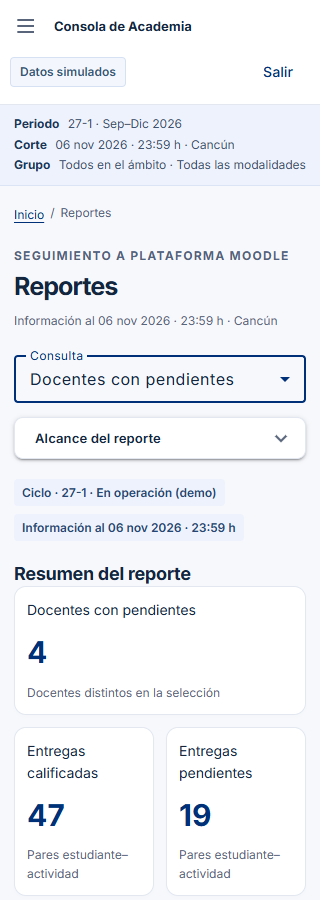 Consola de Academia
Datos simulados
Salir
Periodo 27-1 · Sep–Dic 2026
Corte 06 nov 2026 · 23:59 h · Cancún
Grupo Todos en el ámbito · Todas las modalidades
Inicio / Reportes
SEGUIMIENTO A PLATAFORMA MOODLE
Reportes
Información al 06 nov 2026 · 23:59 h · Cancún
Consulta
Docentes con pendientes
Alcance del reporte
Ciclo · 27-1 · En operación (demo)
Información al 06 nov 2026 · 23:59 h
Resumen del reporte
Docentes con pendientes
4
Docentes distintos en la selección
Entregas
calificadas
47
Pares estudiante–
actividad
Entregas
pendientes
19
Pares estudiante–
actividad